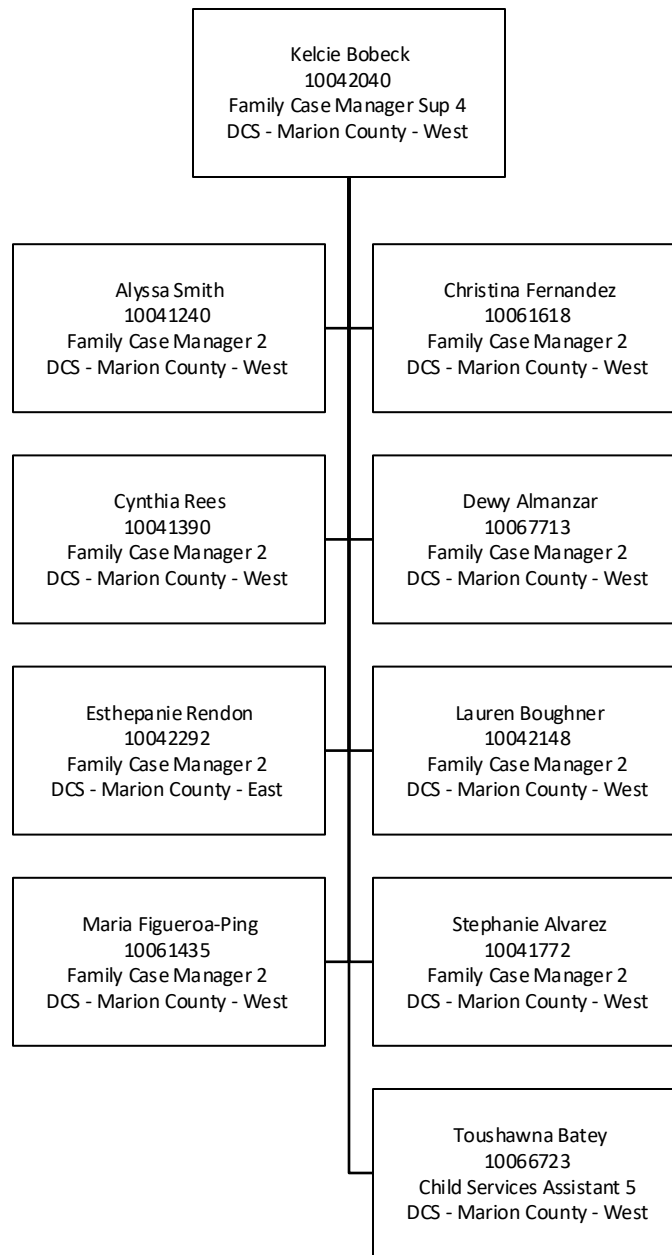 Kelcie Bobeck
10042040
Family Case Manager Sup 4
DCS - Marion County - West
Alyssa Smith
10041240
Family Case Manager 2
DCS - Marion County - West
Christina Fernandez
10061618
Family Case Manager 2
DCS - Marion County - West
Cynthia Rees
10041390
Family Case Manager 2
DCS - Marion County - West
Dewy Almanzar
10067713
Family Case Manager 2
DCS - Marion County - West
Esthepanie Rendon
10042292
Family Case Manager 2
DCS - Marion County - East
Lauren Boughner
10042148
Family Case Manager 2
DCS - Marion County - West
Maria Figueroa-Ping
10061435
Family Case Manager 2
DCS - Marion County - West
Stephanie Alvarez
10041772
Family Case Manager 2
DCS - Marion County - West
Toushawna Batey
10066723
Child Services Assistant 5
DCS - Marion County - West